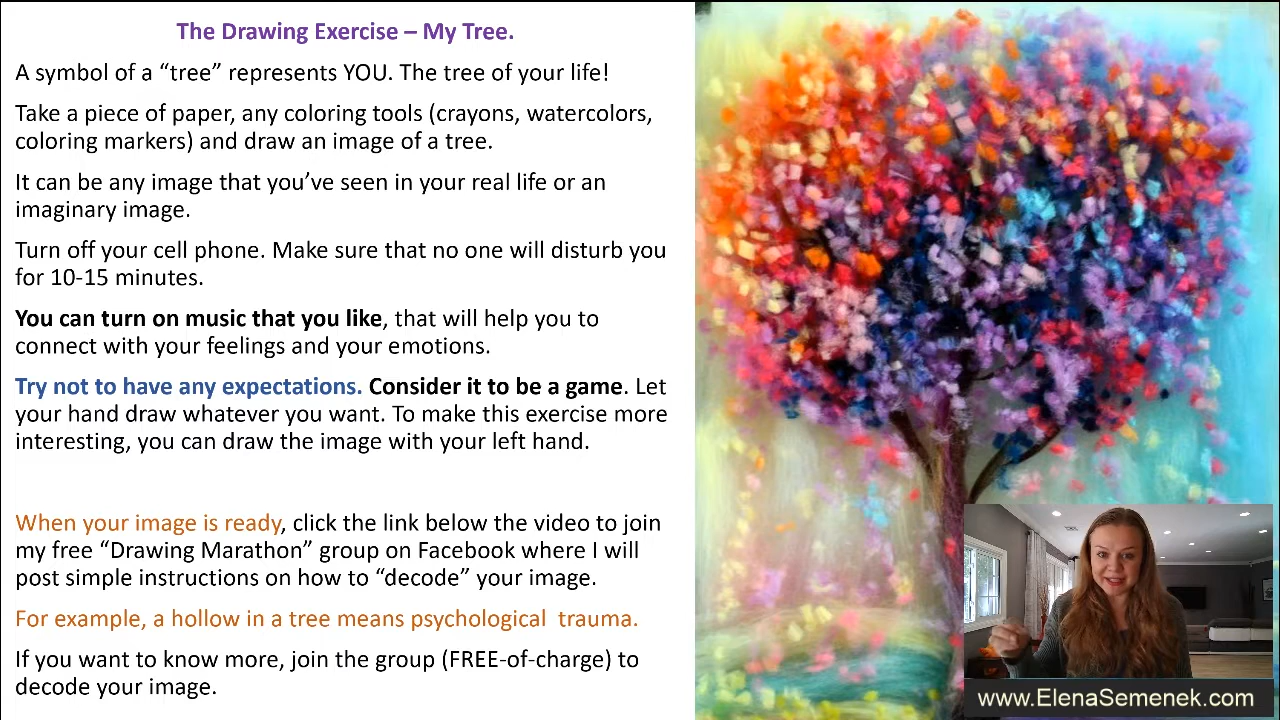 The Drawing Exercise – My Tree.
A symbol of a “tree” represents YOU. The tree of your life!
Take a piece of paper, any coloring tools (crayons, watercolors,
coloring markers) and draw an image of a tree.
It can be any image that you’ve seen in your real life or an
imaginary image.
Turn off your cell phone. Make sure that no one will disturb you
for 10-15 minutes.
You can turn on music that you like, that will help you to
connect with your feelings and your emotions.
Try not to have any expectations. Consider it to be a game. Let
your hand draw whatever you want. To make this exercise more
interesting, you can draw the image with your left hand.
When your image is ready, click the link below the video to join
my free “Drawing Marathon” group on Facebook where I will
post simple instructions on how to “decode” your image.
For example, a hollow in a tree means psychological  trauma.
If you want to know more, join the group (FREE-of-charge) to
decode your image.
www.ElenaSemenek.com